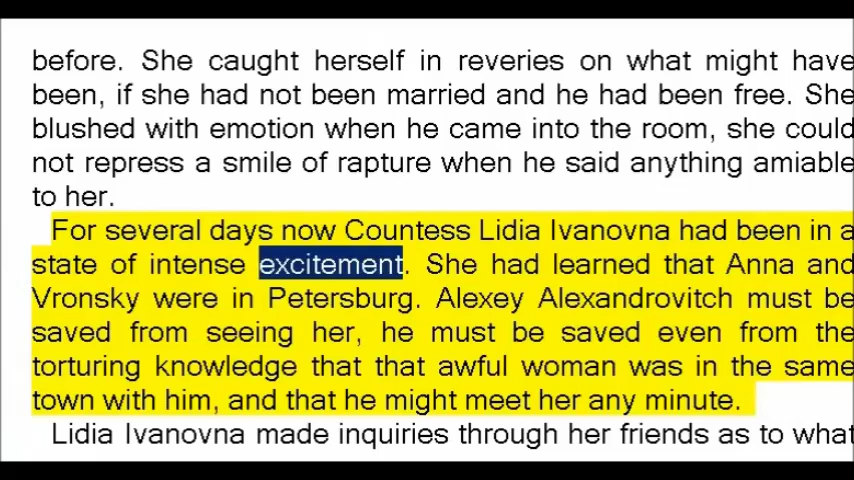 before. She caught herself in reveries on what might have
been, if she had not been married and he had been free. She
blushed with emotion when he came into the room, she could
not repress a smile of rapture when he said anything amiable
to her.
For several days now Countess Lidia Ivanovna had been in a
state of intense excitement. She had learned that Anna and
Vronsky were in Petersburg. Alexey Alexandrovitch must be
saved from seeing her, he must be saved even from the
torturing knowledge that that awful woman was in the same
town with him, and that he might meet her any minute.
Lidia Ivanovna made inquiries through her friends as to what